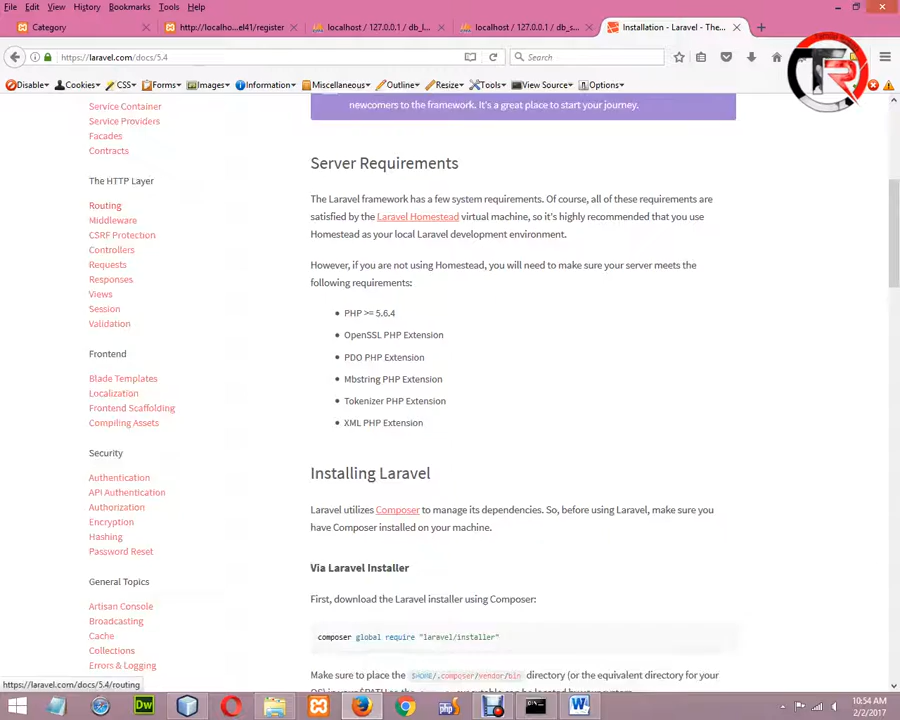 File Edit View History Bookmarks Tools Help
Category
http://localho...el41/register
localhost / 127.0.0.1 / db_l...
localhost / 127.0.0.1 / db_s...
Installation - Laravel - The...
https://laravel.com/docs/5.4
Search
Disable Cookies CSS Forms Images Information Miscellaneous Outline Resize Tools View Source Options
TR
Service Container
Service Providers
Facades
Contracts
The HTTP Layer
Routing
Middleware
CSRF Protection
Controllers
Requests
Responses
Views
Session
Validation
Frontend
Blade Templates
Localization
Frontend Scaffolding
Compiling Assets
Security
Authentication
API Authentication
Authorization
Encryption
Hashing
Password Reset
General Topics
Artisan Console
Broadcasting
Cache
Collections
Errors & Logging
newcomers to the framework. It's a great place to start your journey.
Server Requirements
The Laravel framework has a few system requirements. Of course, all of these requirements are
satisfied by the Laravel Homestead virtual machine, so it's highly recommended that you use
Homestead as your local Laravel development environment.
However, if you are not using Homestead, you will need to make sure your server meets the
following requirements:
PHP >= 5.6.4
OpenSSL PHP Extension
PDO PHP Extension
Mbstring PHP Extension
Tokenizer PHP Extension
XML PHP Extension
Installing Laravel
Laravel utilizes Composer to manage its dependencies. So, before using Laravel, make sure you
have Composer installed on your machine.
Via Laravel Installer
First, download the Laravel installer using Composer:
composer global require "laravel/installer"
Make sure to place the $HOME/.composer/vendor/bin directory (or the equivalent directory for your
https://laravel.com/docs/5.4/routing
Dw
10:54 AM
2/2/2017